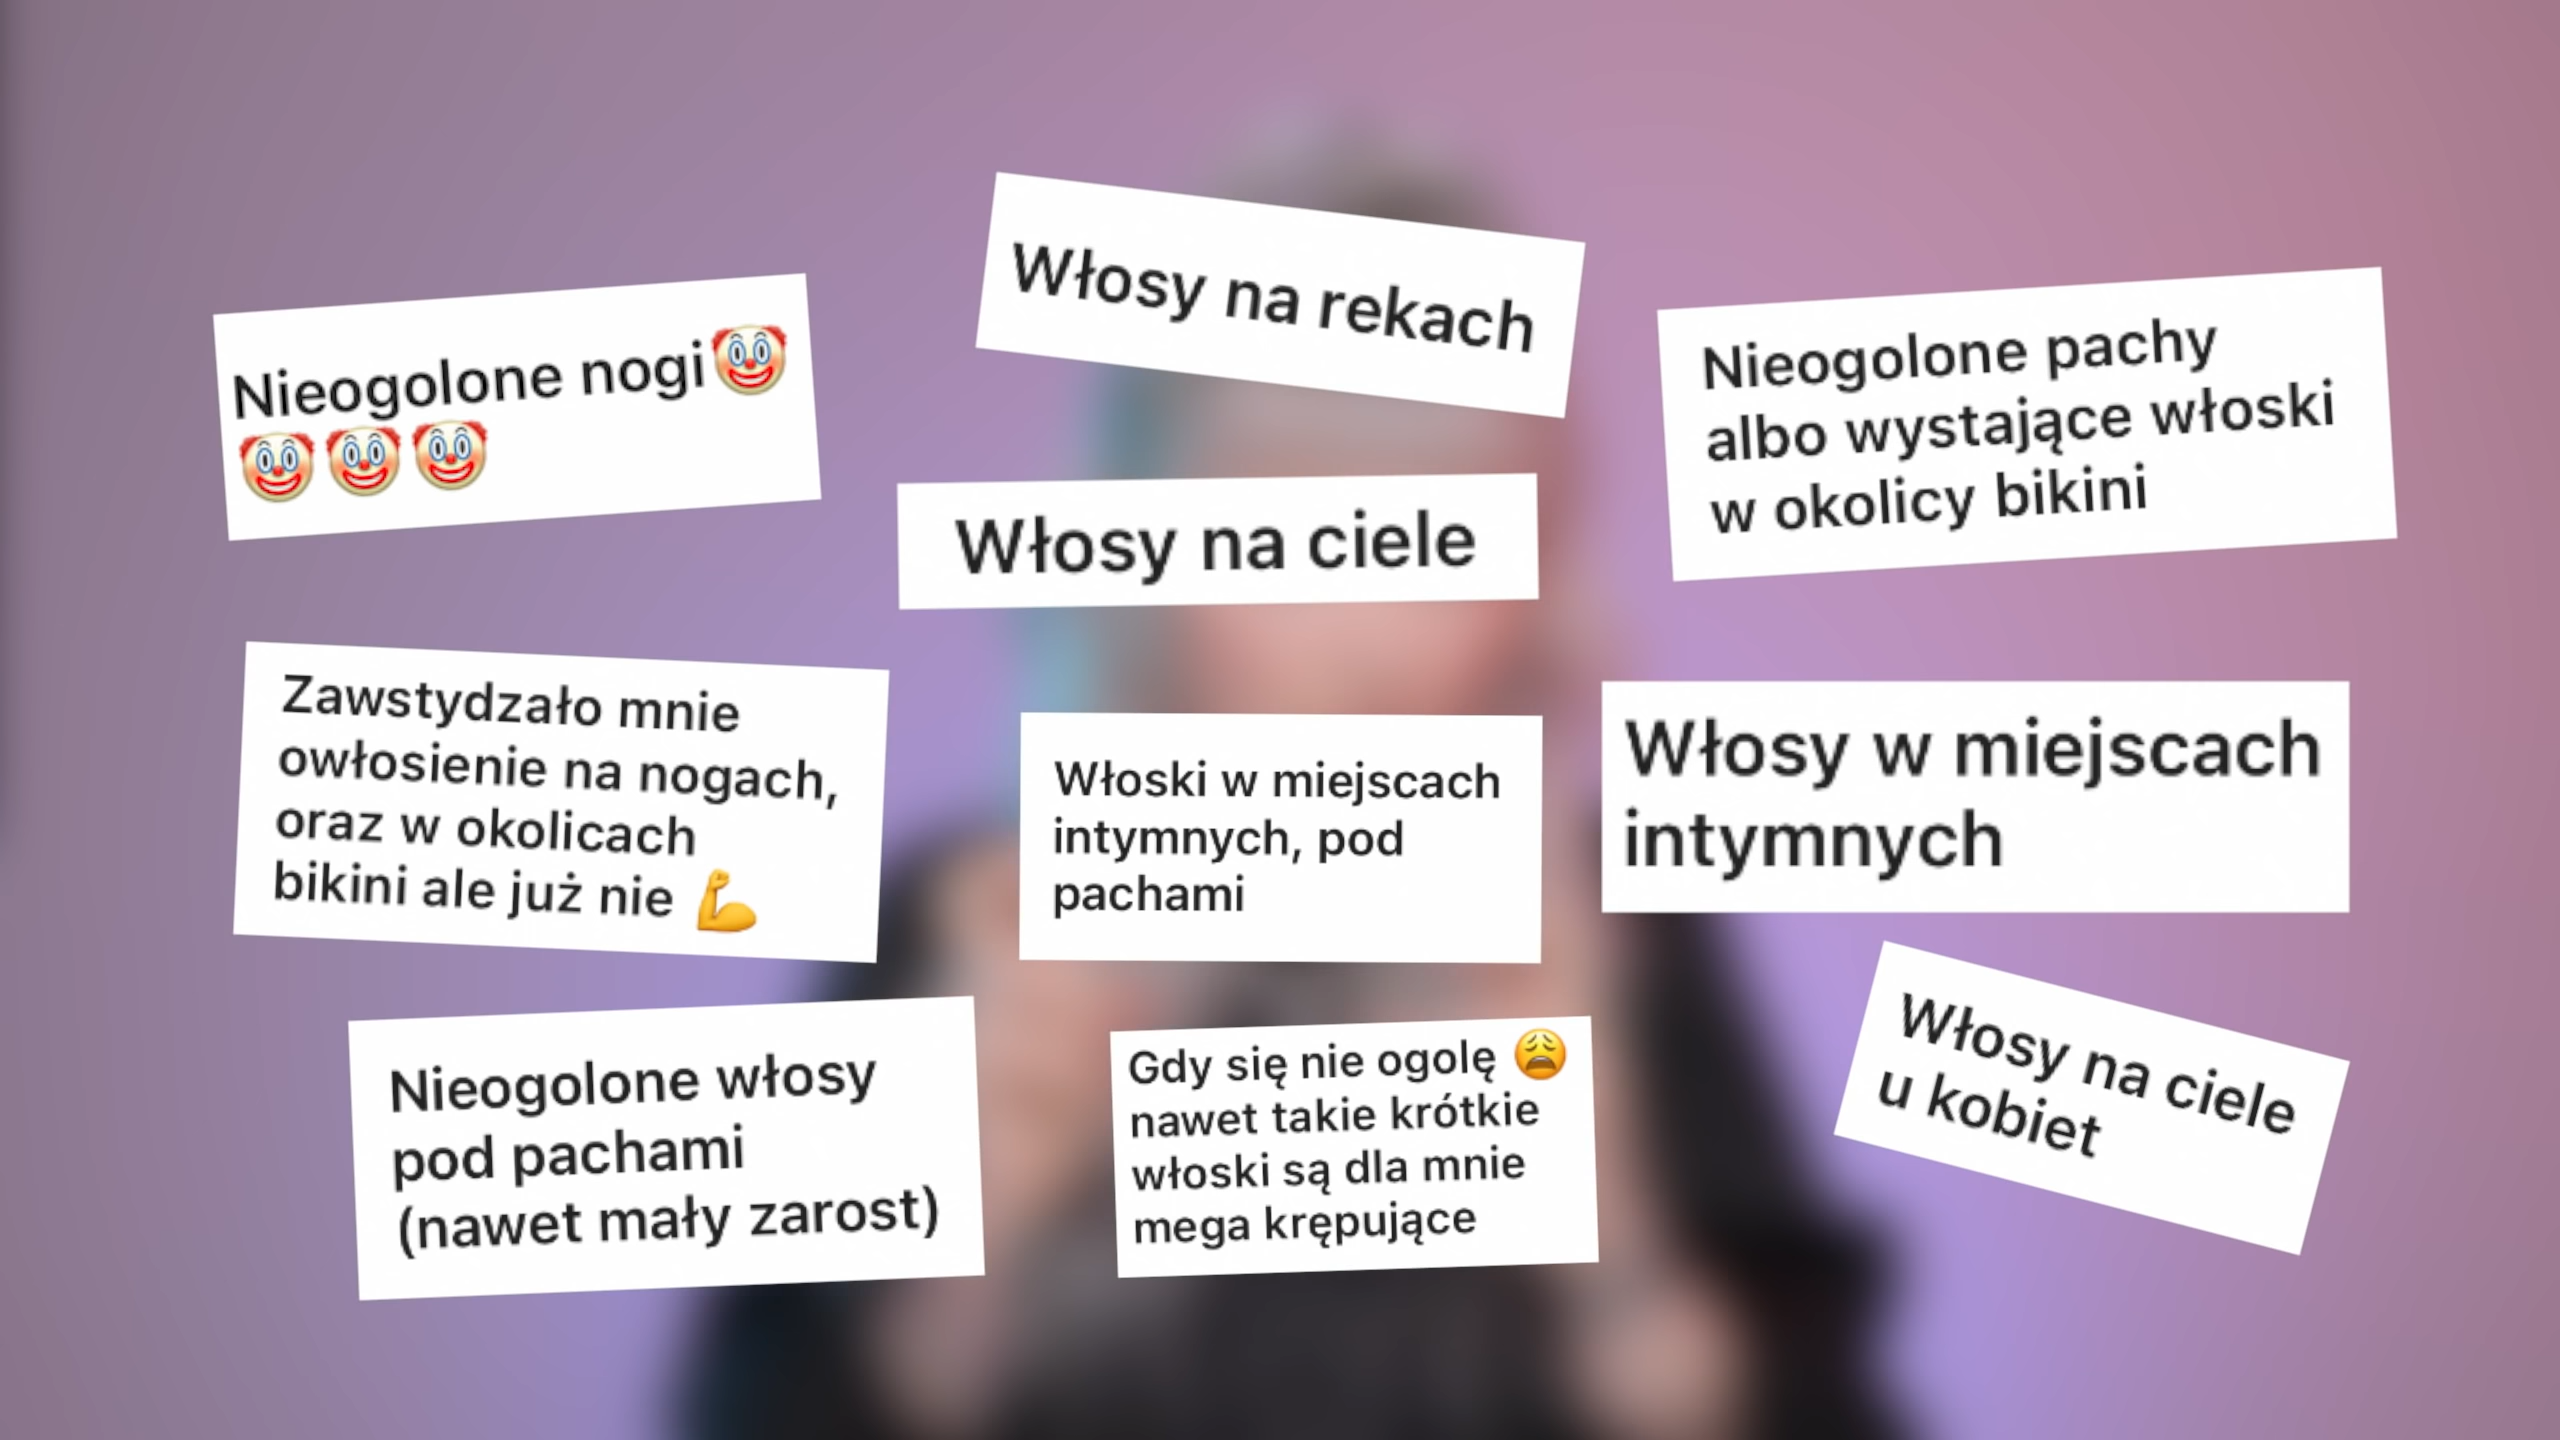 Włosy na rekach
Nieogolone nogi🤡
🤡🤡🤡
Nieogolone pachy
albo wystające włoski
w okolicy bikini
Włosy na ciele
Zawstydzało mnie
owłosienie na nogach,
oraz w okolicach
bikini ale już nie 💪
Włoski w miejscach
intymnych, pod
pachami
Włosy w miejscach
intymnych
Nieogolone włosy
pod pachami
(nawet mały zarost)
Gdy się nie ogolę 😩
nawet takie krótkie
włoski są dla mnie
mega krępujące
Włosy na ciele
u kobiet